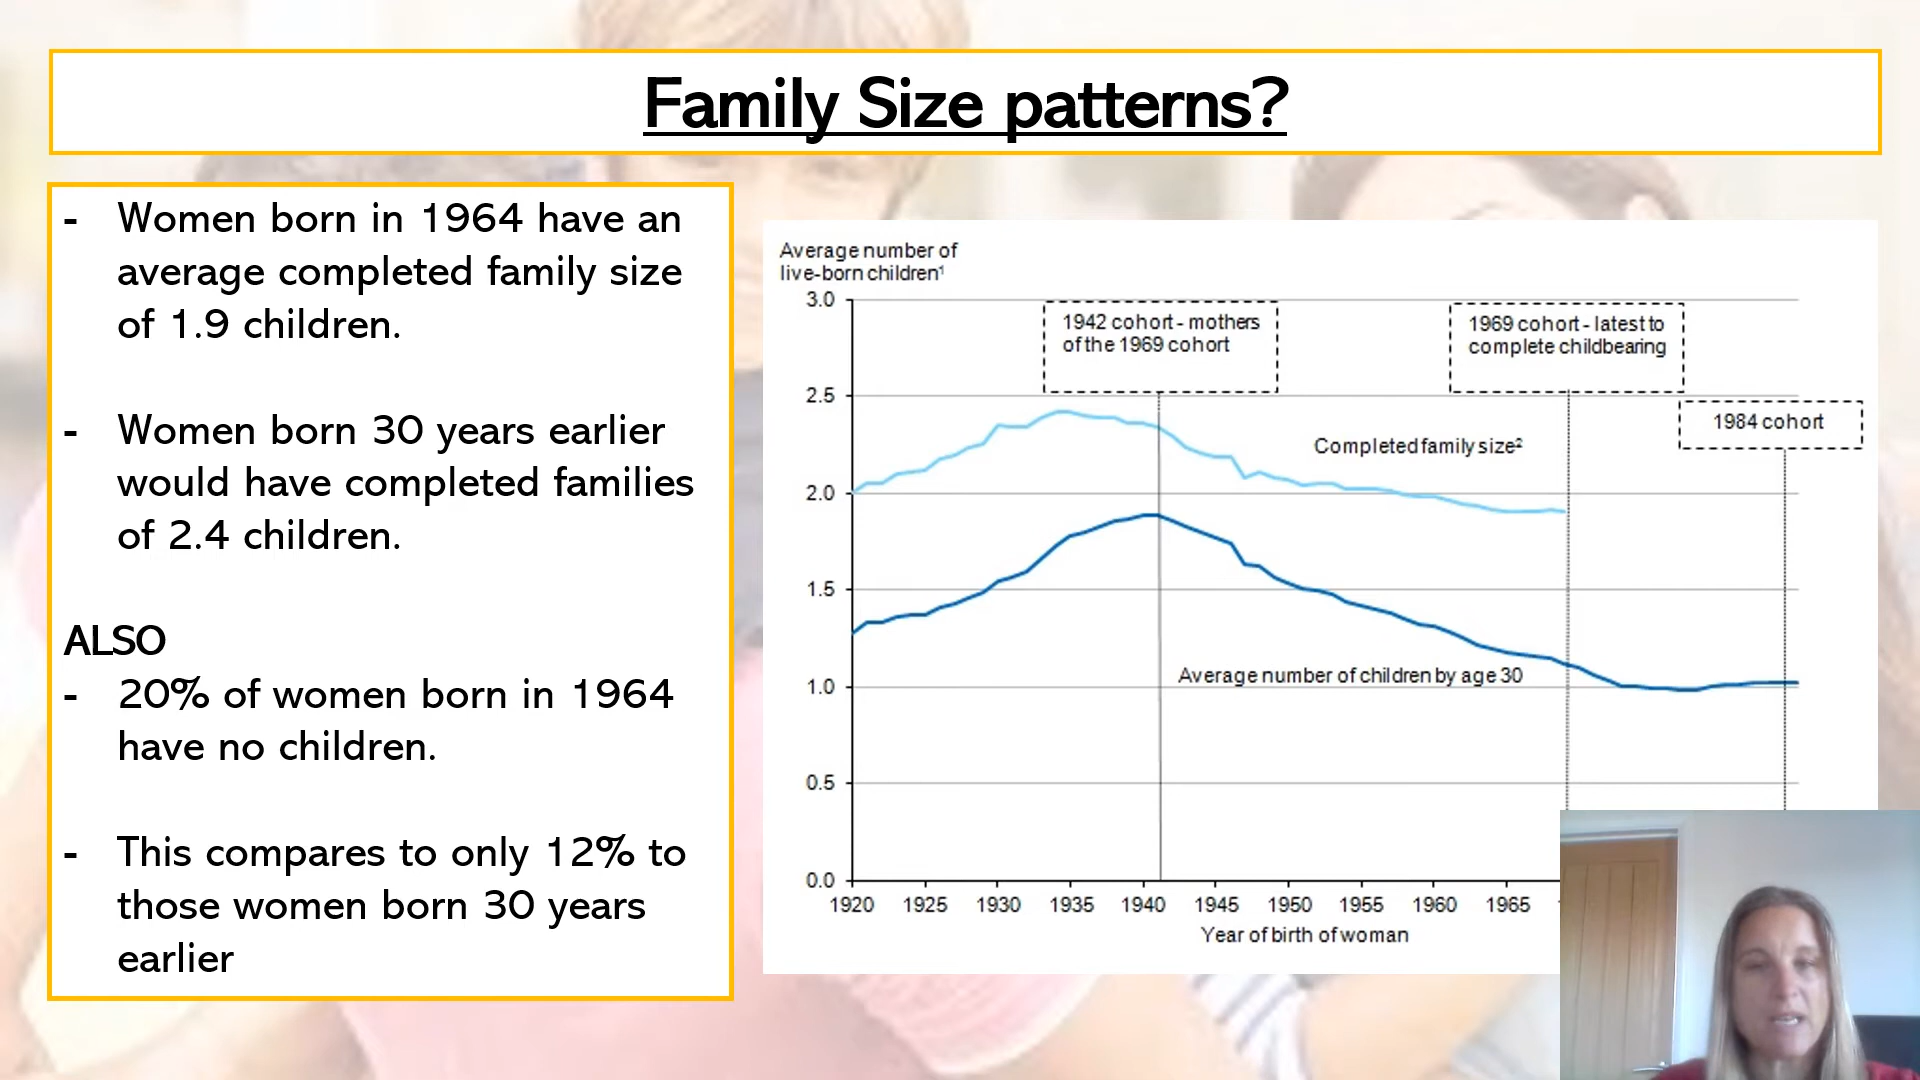 Family Size patterns?
- Women born in 1964 have an
average completed family size
of 1.9 children.
- Women born 30 years earlier
would have completed families
of 2.4 children.
ALSO
- 20% of women born in 1964
have no children.
- This compares to only 12% to
those women born 30 years
earlier
Average number of
live-born children¹
3.0
2.5
2.0
1.5
1.0
0.5
0.0
1942 cohort - mothers
of the 1969 cohort
1969 cohort - latest to
complete childbearing
1984 cohort
Completed family size²
Average number of children by age 30
1920 1925 1930 1935 1940 1945 1950 1955 1960 1965
Year of birth of woman